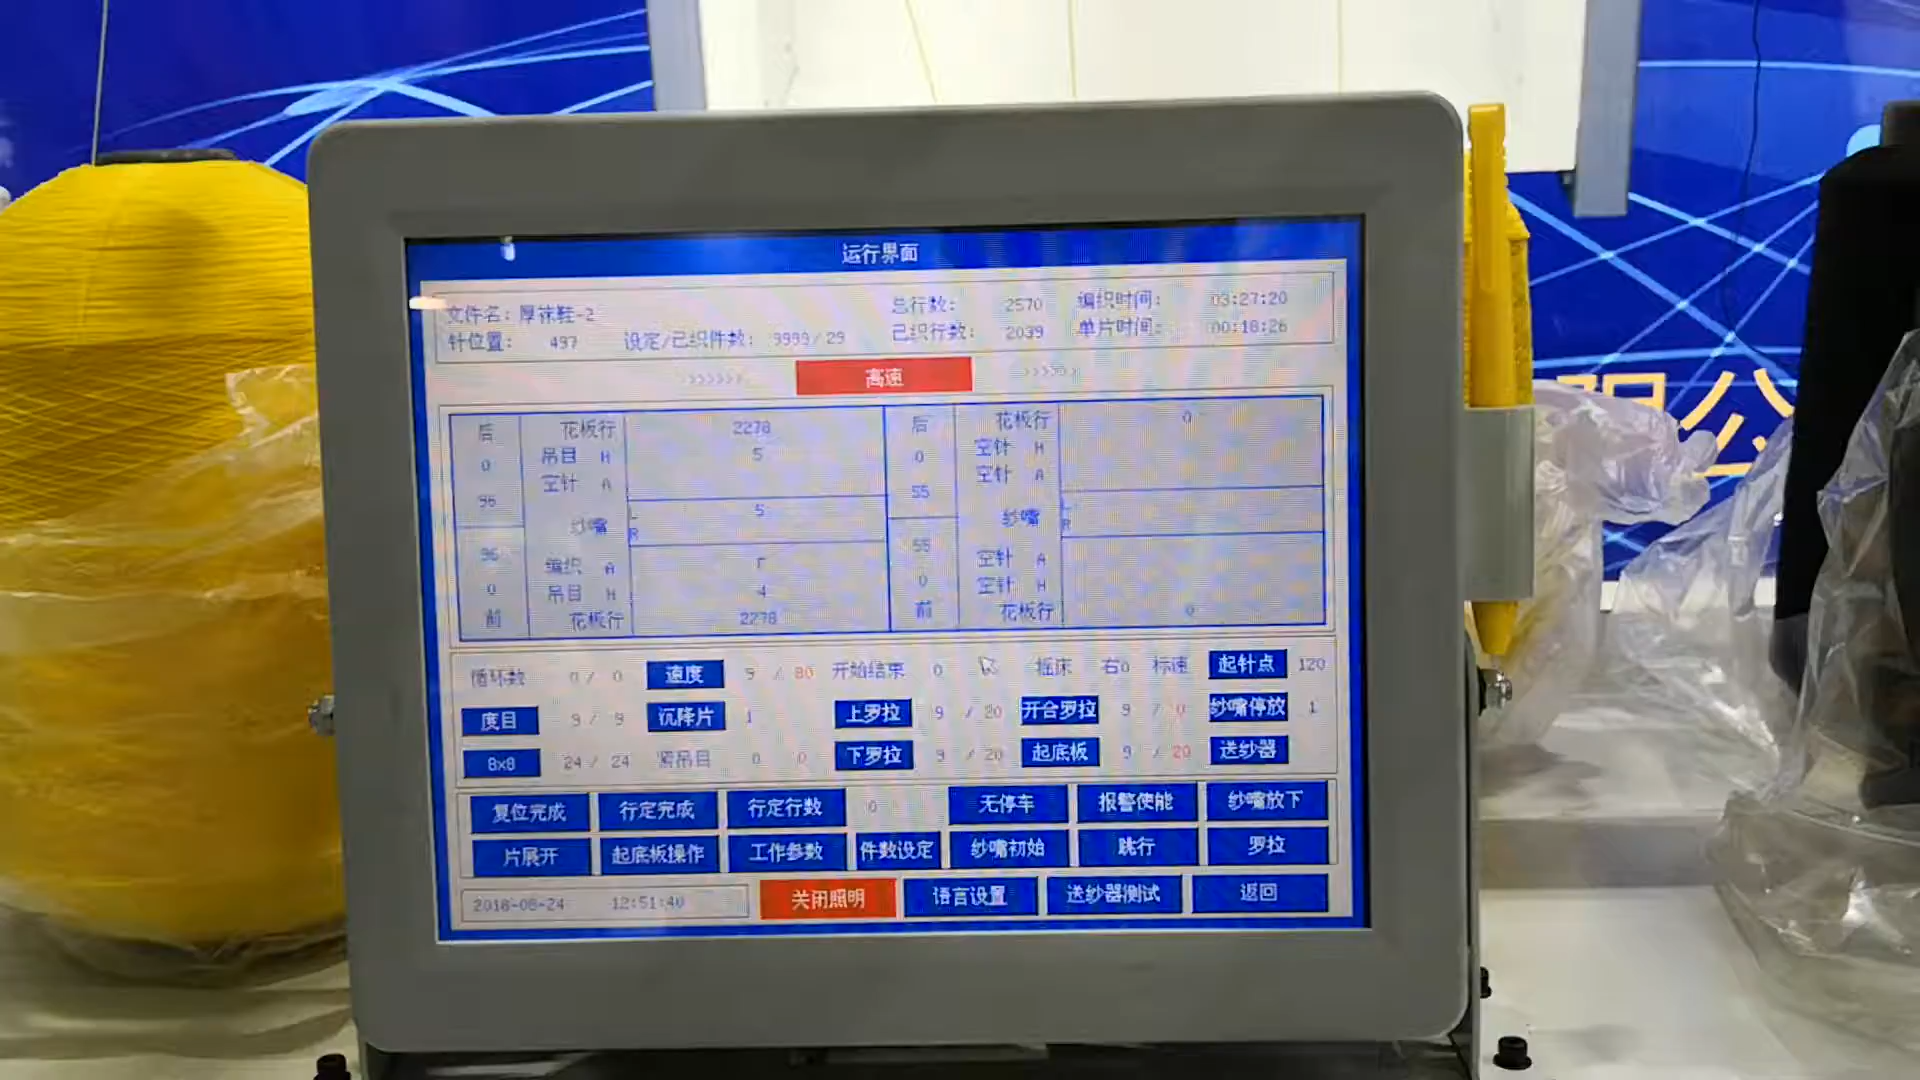 运行界面
文件名: 厚袜鞋-2 总行数: 2570 编织时间: 03:27:20
针位置: 497 设定/已织件数: 9999/29 已织行数: 2039 单片时间: 00:18:26
>>>>>> 高速 >>>>>>
后 花板行 2278 后 花板行 0
0 吊目 H 5 0 空针 H
96 空针 A 55 空针 A
纱嘴 L 5 纱嘴 L
R R
96 编织 A r 55 空针 A
0 吊目 H 4 0 空针 H
前 花板行 2278 前 花板行 0
循环数 0/ 0 速度 9 / 80 开始结束 0 摇床 右0 标速 起针点 120
度目 9/ 9 沉降片 1 上罗拉 9 / 20 开合罗拉 9 / 0 纱嘴停放 1
8x8 24/ 24 紧吊目 0 0 下罗拉 9 / 20 起底板 9 / 20 送纱器
复位完成 行定完成 行定行数 0 无停车 报警使能 纱嘴放下
片展开 起底板操作 工作参数 件数设定 纱嘴初始 跳行 罗拉
2018-08-24 12:51:40 关闭照明 语言设置 送纱器测试 返回
限公